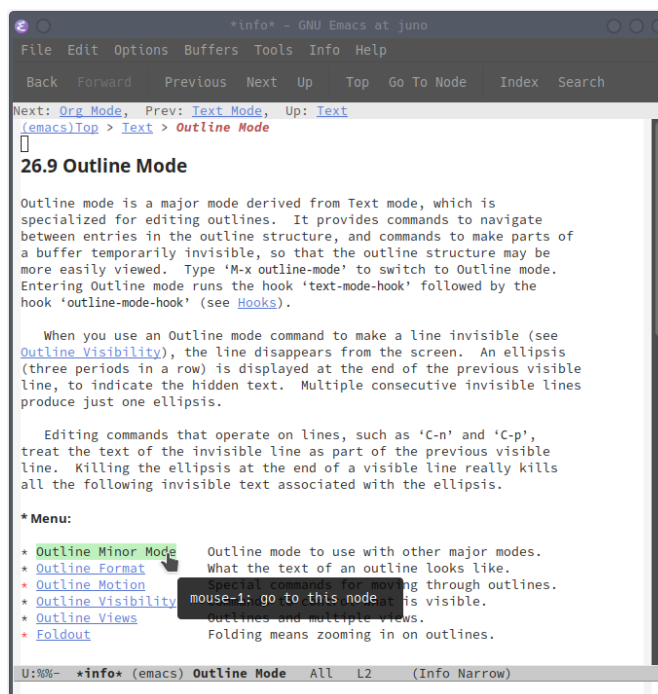 *info* - GNU Emacs at juno
File Edit Options Buffers Tools Info Help
Back Forward Previous Next Up Top Go To Node Index Search
Next: Org Mode, Prev: Text Mode, Up: Text
(emacs)Top > Text > Outline Mode
26.9 Outline Mode
Outline mode is a major mode derived from Text mode, which is
specialized for editing outlines. It provides commands to navigate
between entries in the outline structure, and commands to make parts of
a buffer temporarily invisible, so that the outline structure may be
more easily viewed. Type ‘M-x outline-mode’ to switch to Outline mode.
Entering Outline mode runs the hook ‘text-mode-hook’ followed by the
hook ‘outline-mode-hook’ (see Hooks).
When you use an Outline mode command to make a line invisible (see
Outline Visibility), the line disappears from the screen. An ellipsis
(three periods in a row) is displayed at the end of the previous visible
line, to indicate the hidden text. Multiple consecutive invisible lines
produce just one ellipsis.
Editing commands that operate on lines, such as ‘C-n’ and ‘C-p’,
treat the text of the invisible line as part of the previous visible
line. Killing the ellipsis at the end of a visible line really kills
all the following invisible text associated with the ellipsis.
* Menu:
* Outline Minor Mode Outline mode to use with other major modes.
* Outline Format What the text of an outline looks like.
* Outline Motion Special commands for moving through outlines.
* Outline Visibility is visible.
mouse-1: go to this node
* Outline Views Outlines and multiple views.
* Foldout Folding means zooming in on outlines.
U:%%- *info* (emacs) Outline Mode All L2 (Info Narrow)